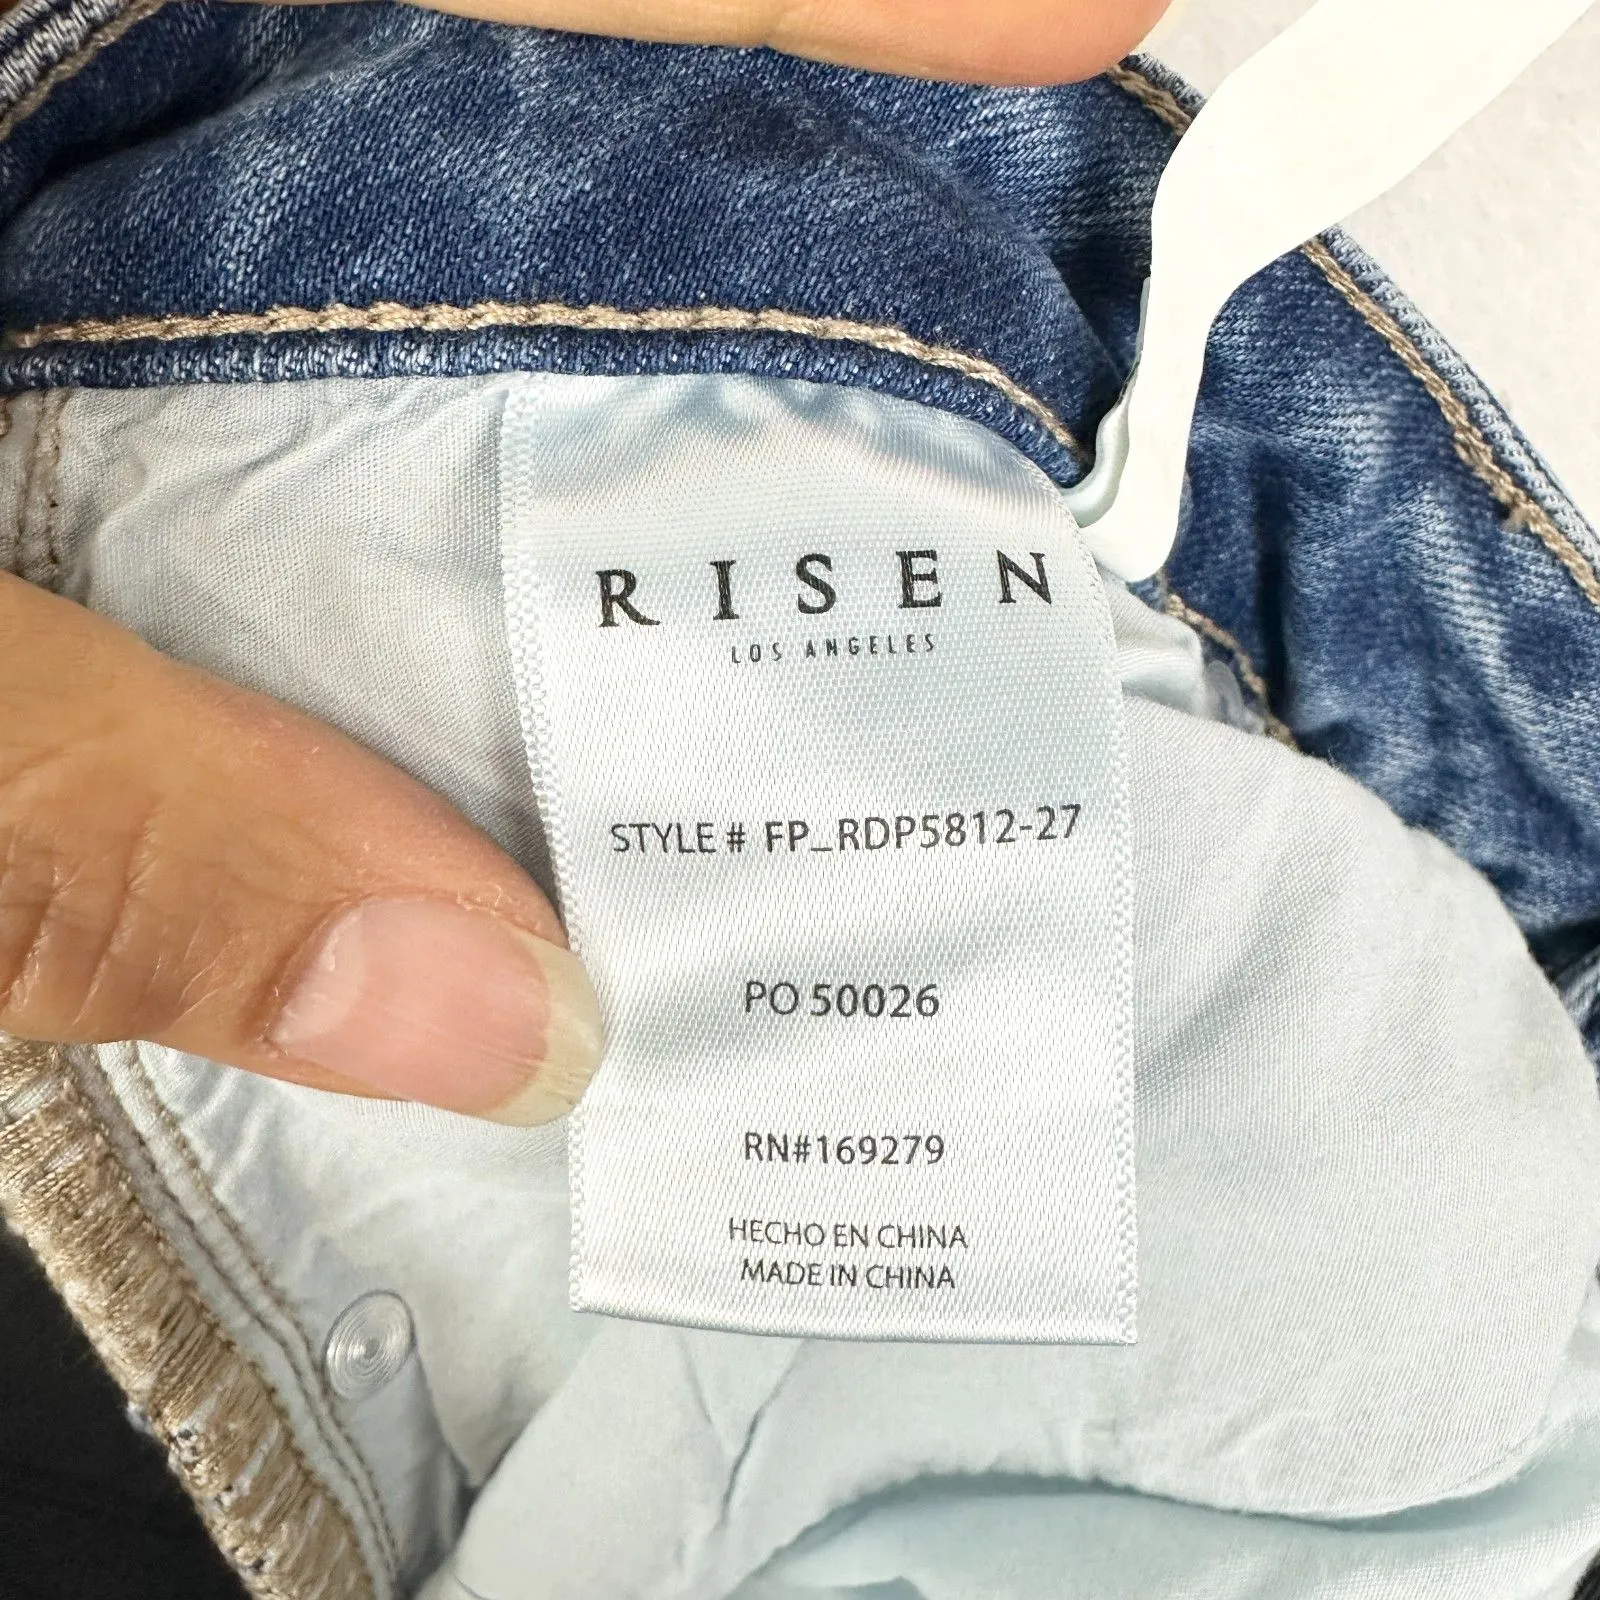 RISEN
LOS ANGELES
STYLE # FP_RDP5812-27
PO 50026
RN#169279
HECHO EN CHINA
MADE IN CHINA